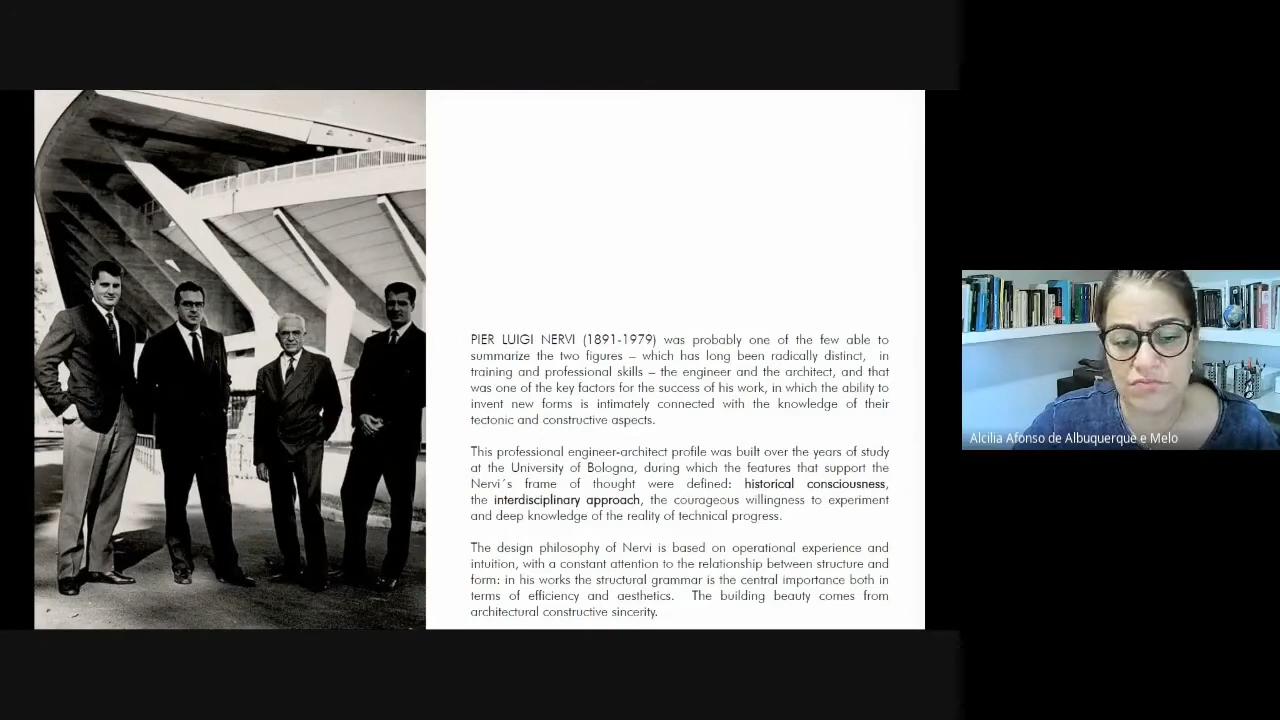 PIER LUIGI NERVI (1891-1979) was probably one of the few able to
summarize the two figures – which has long been radically distinct, in
training and professional skills – the engineer and the architect, and that
was one of the key factors for the success of his work, in which the ability to
invent new forms is intimately connected with the knowledge of their
tectonic and constructive aspects.
This professional engineer-architect profile was built over the years of study
at the University of Bologna, during which the features that support the
Nervi´s frame of thought were defined: historical consciousness,
the interdisciplinary approach, the courageous willingness to experiment
and deep knowledge of the reality of technical progress.
The design philosophy of Nervi is based on operational experience and
intuition, with a constant attention to the relationship between structure and
form: in his works the structural grammar is the central importance both in
terms of efficiency and aesthetics. The building beauty comes from
architectural constructive sincerity.
Alcilia Afonso de Albuquerque e Melo